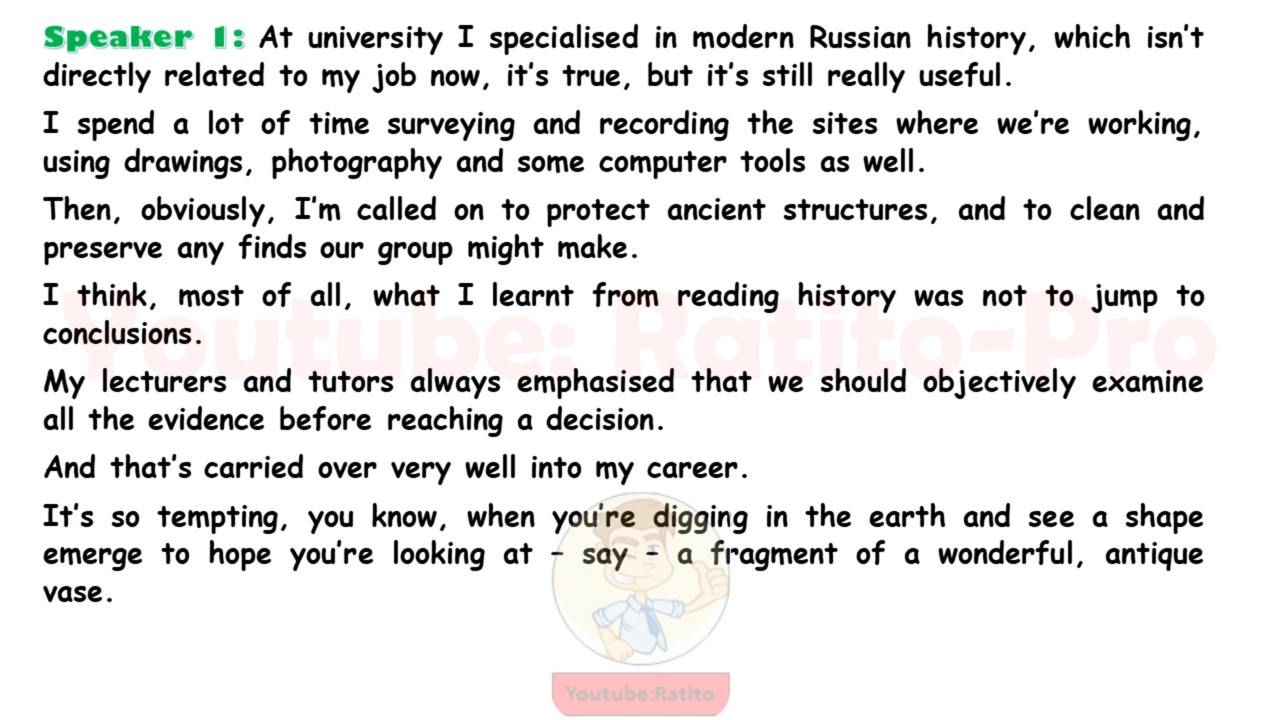 Speaker 1: At university I specialised in modern Russian history, which isn't
directly related to my job now, it's true, but it's still really useful.
I spend a lot of time surveying and recording the sites where we're working,
using drawings, photography and some computer tools as well.
Then, obviously, I'm called on to protect ancient structures, and to clean and
preserve any finds our group might make.
I think, most of all, what I learnt from reading history was not to jump to
conclusions.
Youtube: Ratito-Pro
My lecturers and tutors always emphasised that we should objectively examine
all the evidence before reaching a decision.
And that's carried over very well into my career.
It's so tempting, you know, when you're digging in the earth and see a shape
emerge to hope you're looking at - say - a fragment of a wonderful, antique
vase.
Youtube:Ratito